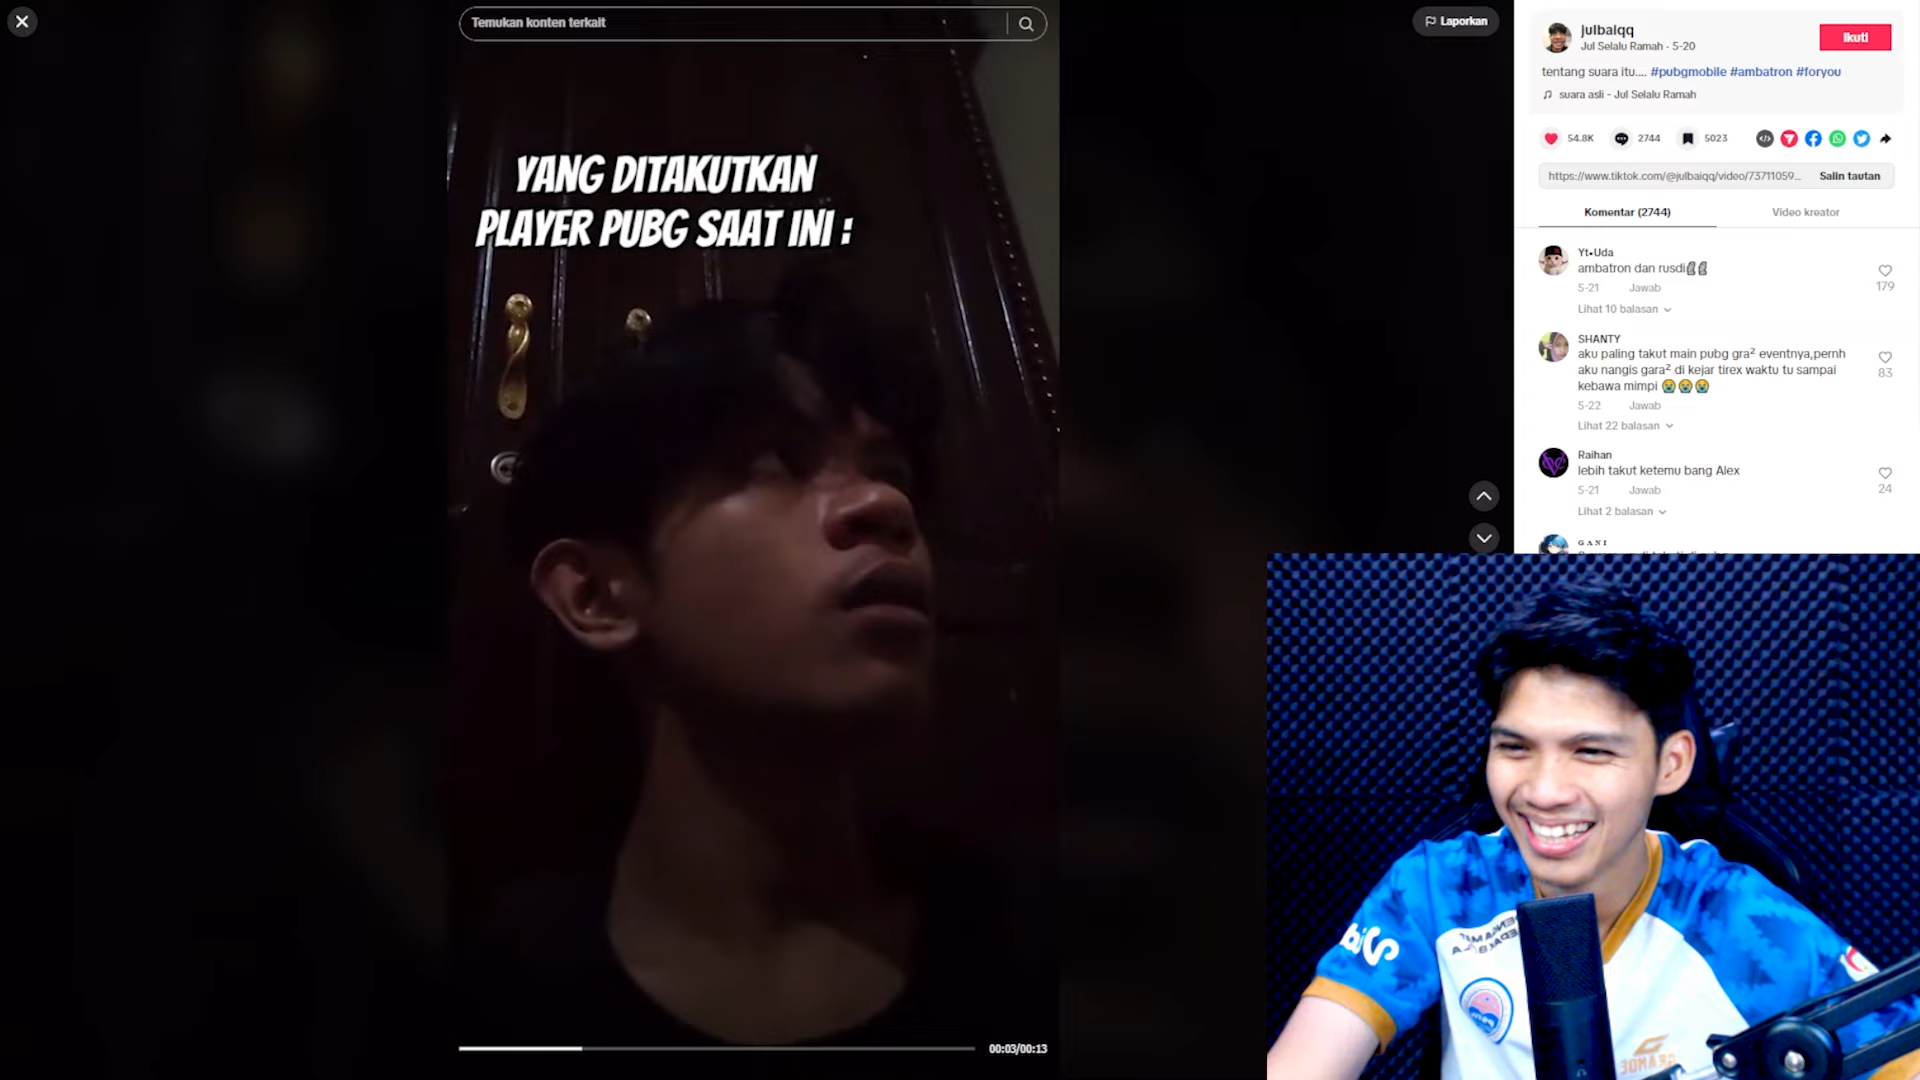 Temukan konten terkait
Laporkan
YANG DITAKUTKAN
PLAYER PUBG SAAT INI :
00:03/00:13
julbaiqq
Jul Selalu Ramah · 5-20
Ikuti
tentang suara itu.... #pubgmobile #ambatron #foryou
suara asli - Jul Selalu Ramah
54.8K
2744
5023
https://www.tiktok.com/@julbaiqq/video/73711059...
Salin tautan
Komentar (2744)
Video kreator
Yt•Uda
ambatron dan rusdi🗿🗿
5-21 Jawab
179
Lihat 10 balasan
SHANTY
aku paling takut main pubg gra² eventnya,pernh
aku nangis gara² di kejar tirex waktu tu sampai
kebawa mimpi 😭😭😭
5-22 Jawab
83
Lihat 22 balasan
Raihan
lebih takut ketemu bang Alex
5-21 Jawab
24
Lihat 2 balasan
G A N I